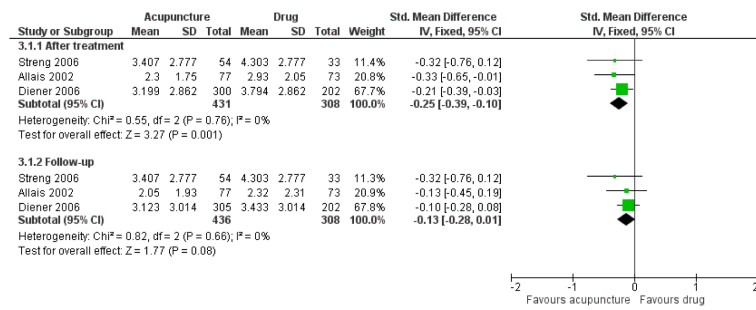 Acupuncture Drug Std. Mean Difference Std. Mean Difference
Study or Subgroup Mean SD Total Mean SD Total Weight IV, Fixed, 95% CI IV, Fixed, 95% CI
3.1.1 After treatment
Streng 2006 3.407 2.777 54 4.303 2.777 33 11.4% -0.32 [-0.76, 0.12]
Allais 2002 2.3 1.75 77 2.93 2.05 73 20.8% -0.33 [-0.65, -0.01]
Diener 2006 3.199 2.862 300 3.794 2.862 202 67.7% -0.21 [-0.39, -0.03]
Subtotal (95% CI) 431 308 100.0% -0.25 [-0.39, -0.10]
Heterogeneity: Chi² = 0.55, df = 2 (P = 0.76); I² = 0%
Test for overall effect: Z = 3.27 (P = 0.001)
3.1.2 Follow-up
Streng 2006 3.407 2.777 54 4.303 2.777 33 11.3% -0.32 [-0.76, 0.12]
Allais 2002 2.05 1.93 77 2.32 2.31 73 20.9% -0.13 [-0.45, 0.19]
Diener 2006 3.123 3.014 305 3.433 3.014 202 67.8% -0.10 [-0.28, 0.08]
Subtotal (95% CI) 436 308 100.0% -0.13 [-0.28, 0.01]
Heterogeneity: Chi² = 0.82, df = 2 (P = 0.66); I² = 0%
Test for overall effect: Z = 1.77 (P = 0.08)
-2 -1 0 1 2
Favours acupuncture Favours drug